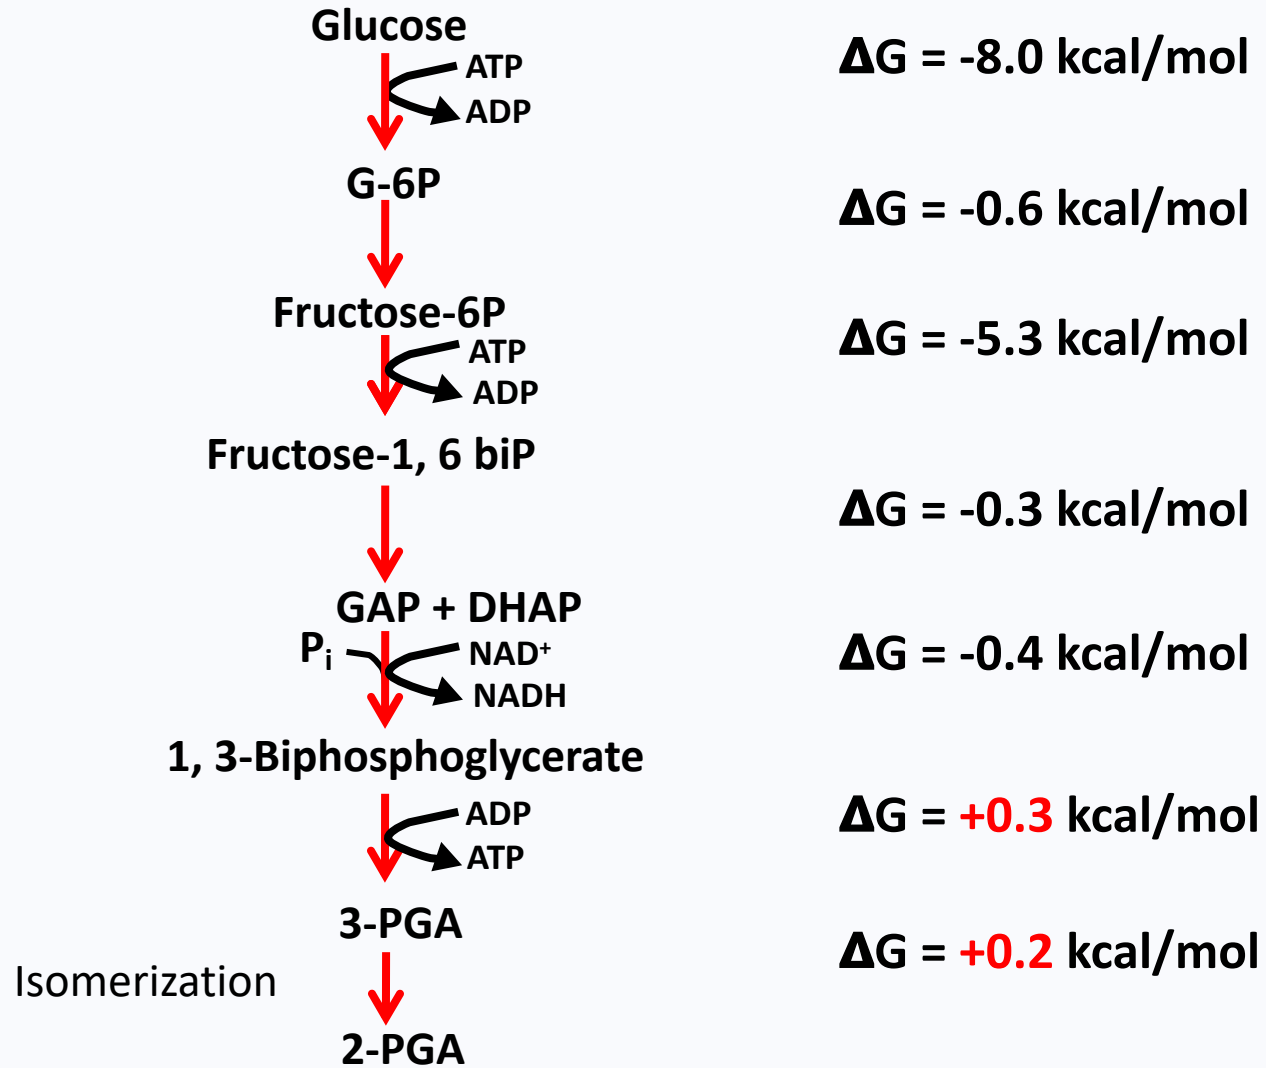 Glucose
ΔG = -8.0 kcal/mol
ATP
ADP
G-6P
ΔG = -0.6 kcal/mol
Fructose-6P
ΔG = -5.3 kcal/mol
ATP
ADP
Fructose-1, 6 biP
ΔG = -0.3 kcal/mol
GAP + DHAP
Pi
NAD+
ΔG = -0.4 kcal/mol
NADH
1, 3-Biphosphoglycerate
ADP
ΔG = +0.3 kcal/mol
ATP
3-PGA
ΔG = +0.2 kcal/mol
Isomerization
2-PGA